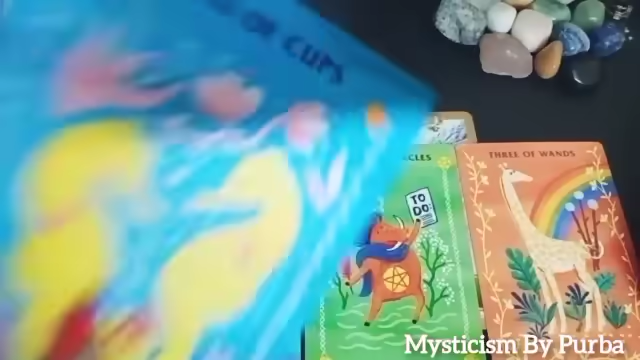 OF CUPS
CLES
THREE OF WANDS
TO
DO:
Mysticism By Purba